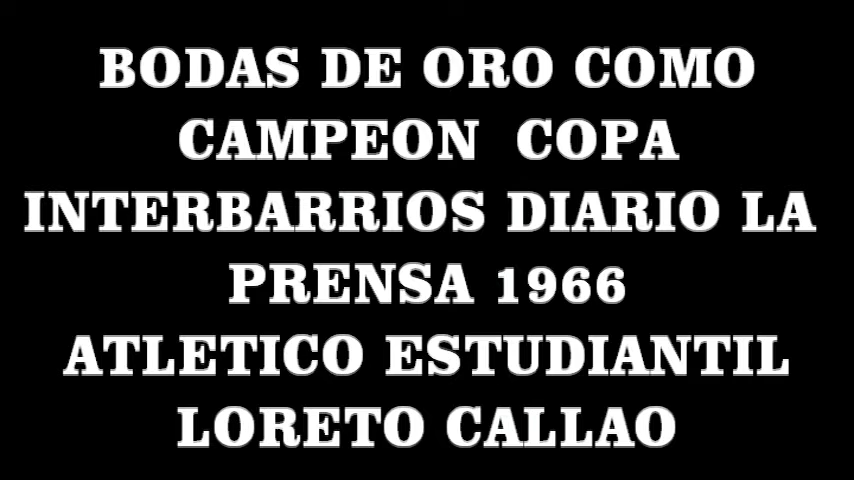 BODAS DE ORO COMO
CAMPEON COPA
INTERBARRIOS DIARIO LA
PRENSA 1966
ATLETICO ESTUDIANTIL
LORETO CALLAO